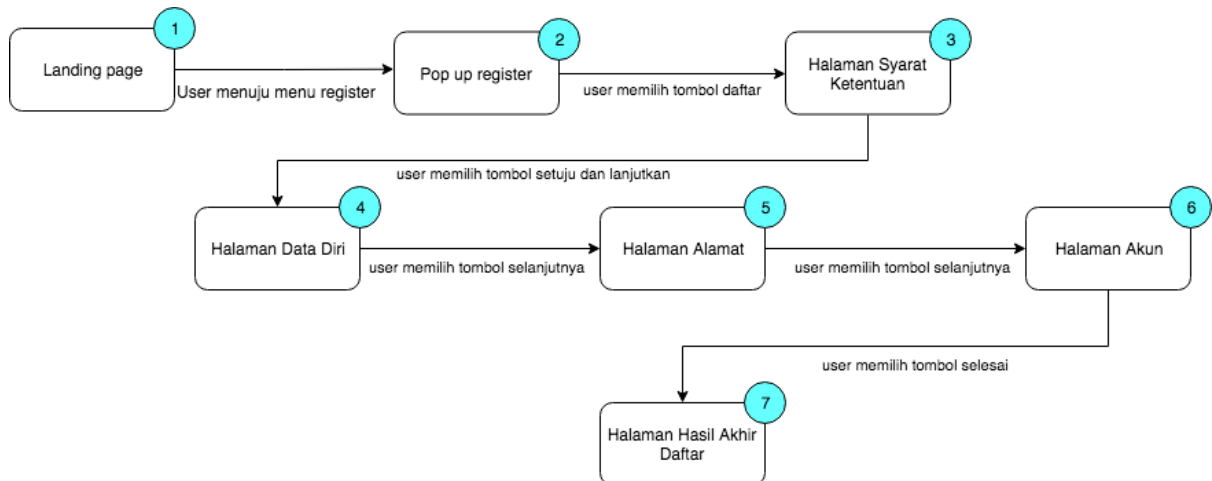 1
Landing page
User menuju menu register
2
Pop up register
user memilih tombol daftar
3
Halaman Syarat
Ketentuan
user memilih tombol setuju dan lanjutkan
4
Halaman Data Diri
user memilih tombol selanjutnya
5
Halaman Alamat
user memilih tombol selanjutnya
6
Halaman Akun
user memilih tombol selesai
7
Halaman Hasil Akhir
Daftar